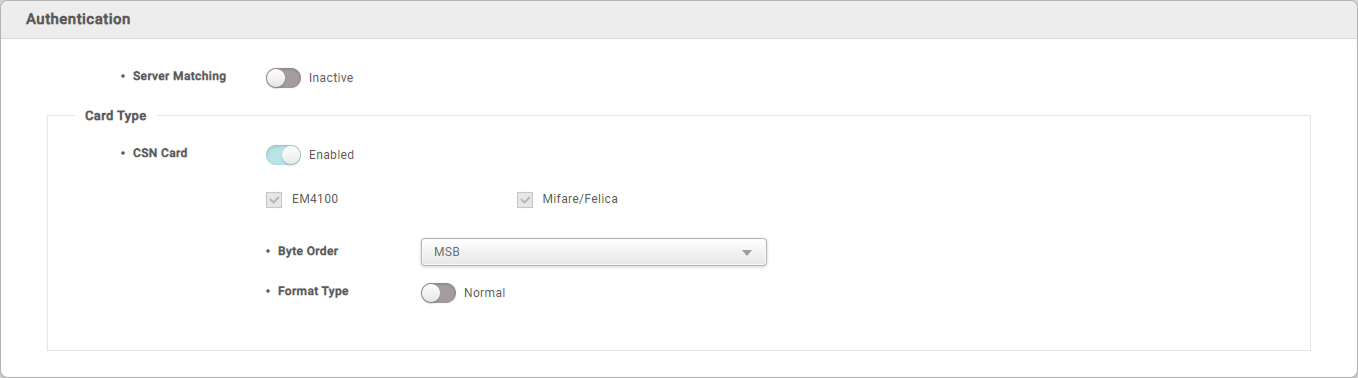 Authentication
• Server Matching Inactive
Card Type
• CSN Card Enabled
EM4100 Mifare/Felica
• Byte Order MSB
• Format Type Normal